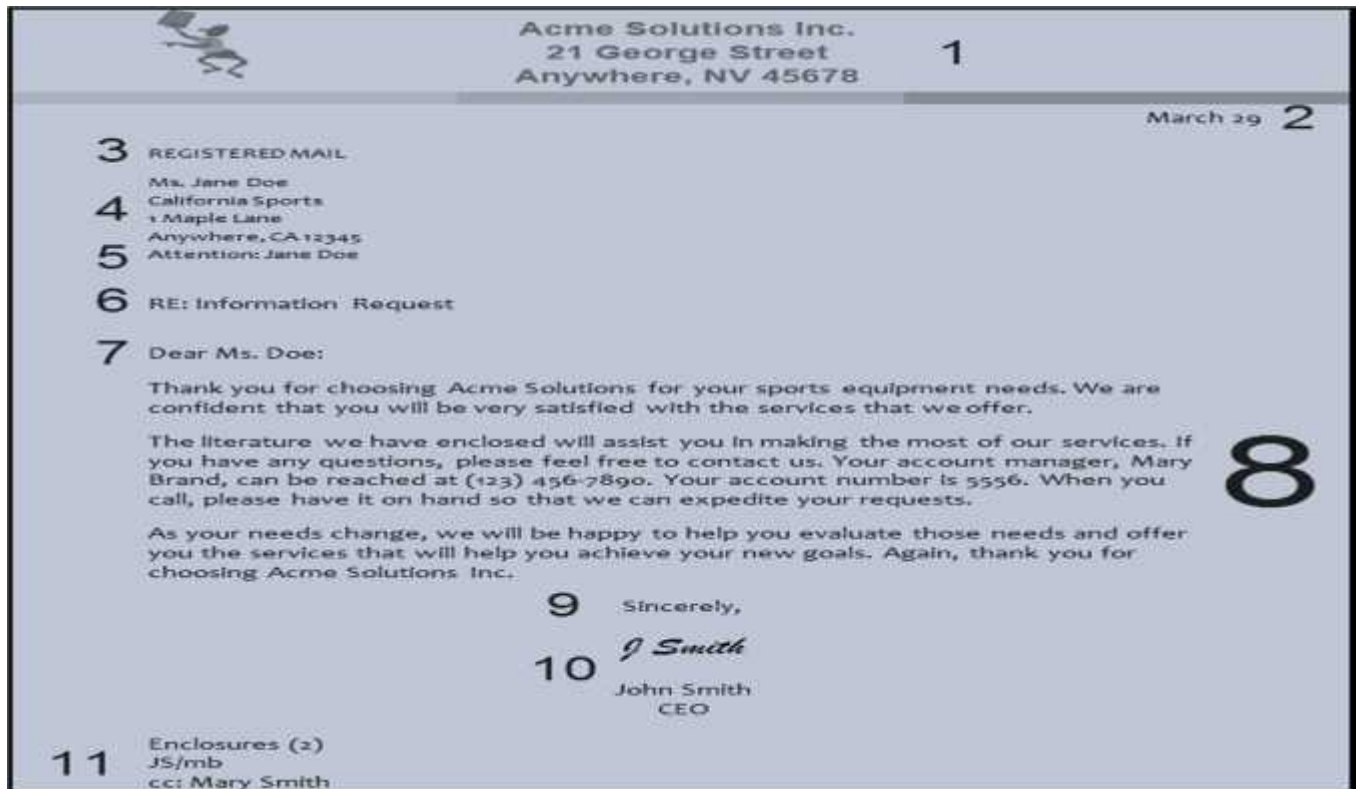 Acme Solutions Inc.
21 George Street
1
Anywhere, NV 45678
March 29 2
3 REGISTERED MAIL
Ms. Jane Doe
4 California Sports
1 Maple Lane
Anywhere, CA 12345
5 Attention: Jane Doe
6 RE: Information Request
7 Dear Ms. Doe:
Thank you for choosing Acme Solutions for your sports equipment needs. We are
confident that you will be very satisfied with the services that we offer.
The literature we have enclosed will assist you in making the most of our services. If
you have any questions, please feel free to contact us. Your account manager, Mary
Brand, can be reached at (123) 456-7890. Your account number is 5556. When you
call, please have it on hand so that we can expedite your requests.
8
As your needs change, we will be happy to help you evaluate those needs and offer
you the services that will help you achieve your new goals. Again, thank you for
choosing Acme Solutions Inc.
9 Sincerely,
J Smith
10
John Smith
CEO
Enclosures (2)
11 JS/mb
cc: Mary Smith